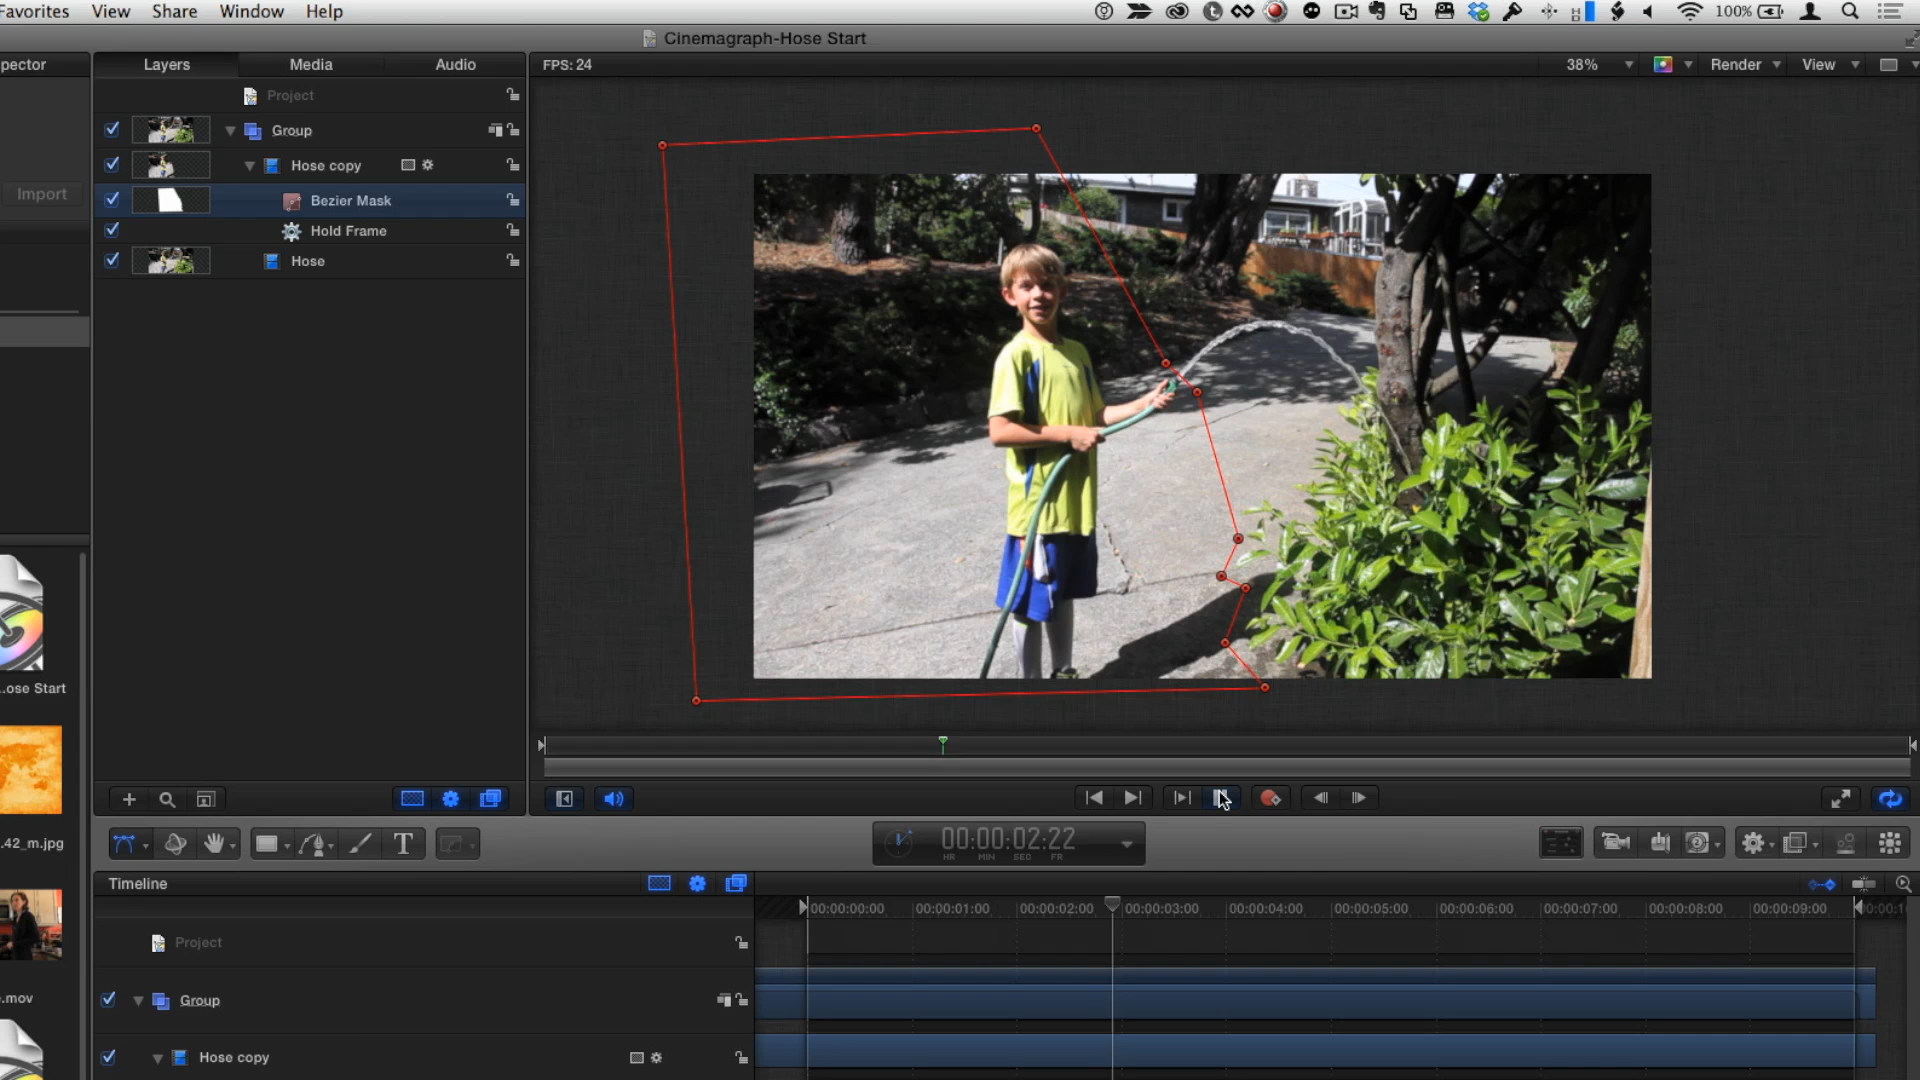 Favorites View Share Window Help 100%
Cinemagraph-Hose Start
pector Layers Media Audio FPS: 24 38% Render View
Project
Group
Hose copy
Import Bezier Mask
Hold Frame
Hose
..ose Start
.42_m.jpg
T 00:00:02:22
HR MIN SEC FR
Timeline
00:00:00:00 00:00:01:00 00:00:02:00 00:00:03:00 00:00:04:00 00:00:05:00 00:00:06:00 00:00:07:00 00:00:08:00 00:00:09:00
Project
e.mov Group
Hose copy